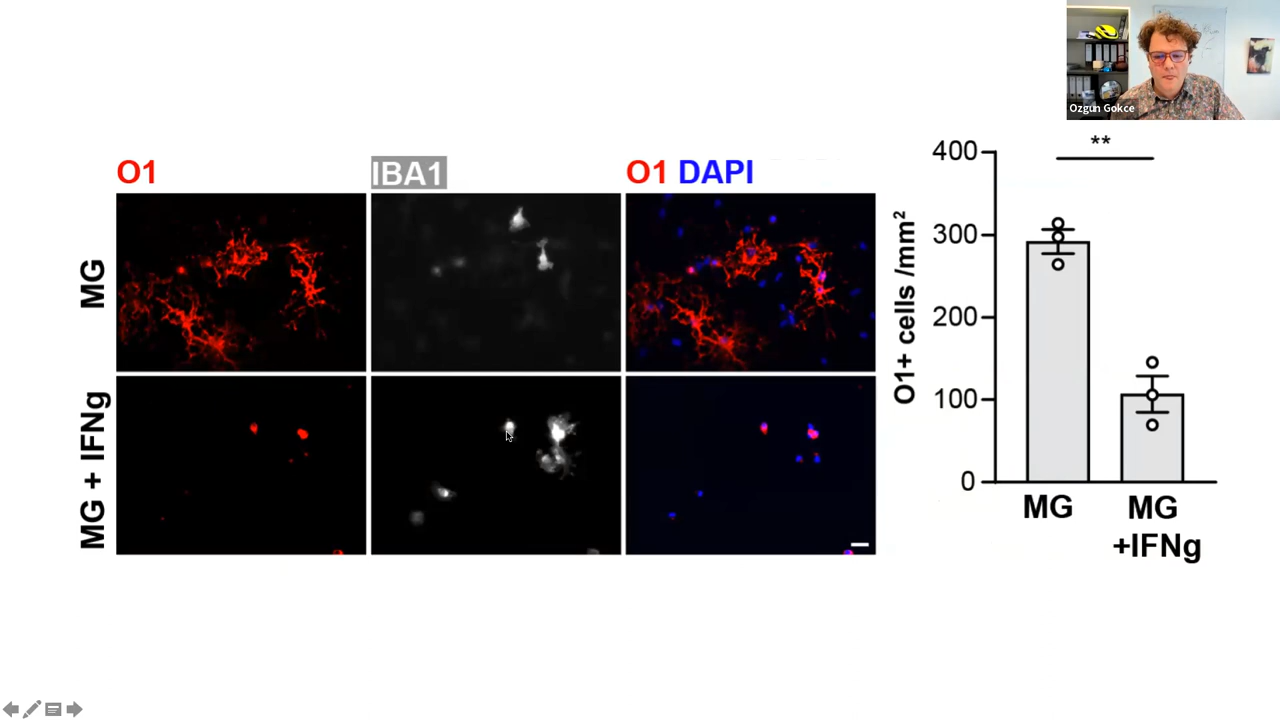 Ozgun Gokce
O1
IBA1
O1 DAPI
MG
MG + IFNg
**
400
300
200
100
0
O1+ cells /mm²
MG
MG
+IFNg